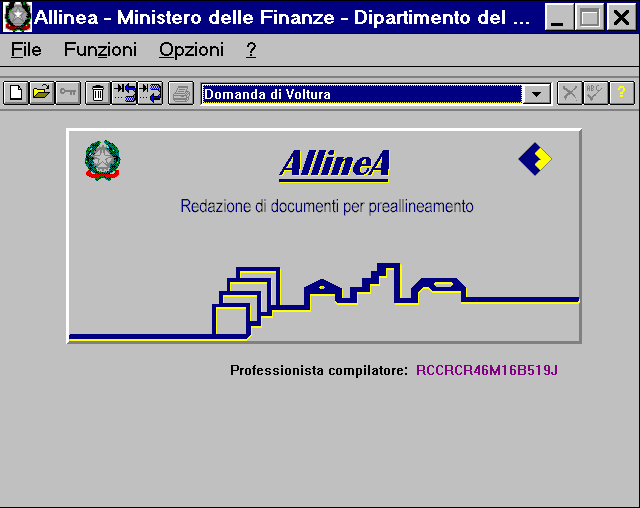 Allinea - Ministero delle Finanze - Dipartimento del ...
File Funzioni Opzioni ?
Domanda di Voltura
ABC
?
AllineA
Redazione di documenti per preallineamento
Professionista compilatore: RCCRCR46M16B519J